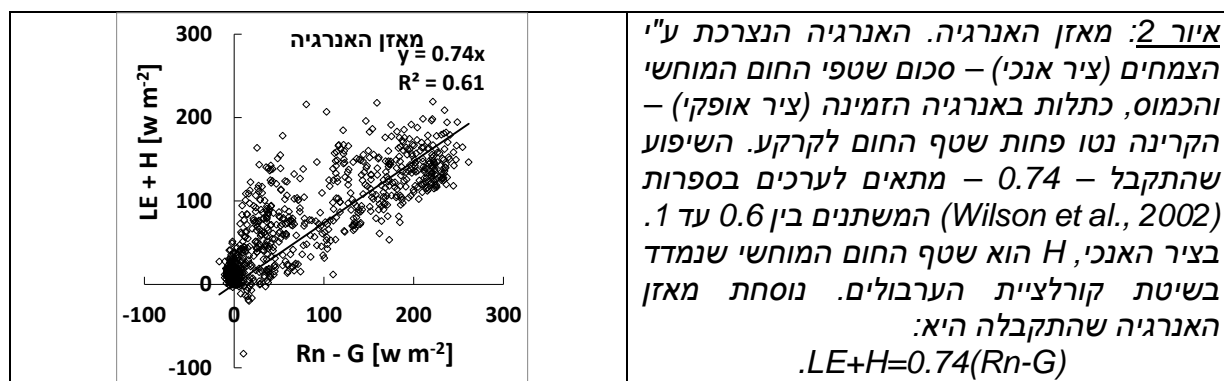 מאזן האנרגיה
y = 0.74x
R² = 0.61
LE + H [w m⁻²]
300
200
100
0
-100
-100
0
100
200
300
Rn - G [w m⁻²]
איור 2: מאזן האנרגיה. האנרגיה הנצרכת ע"י
הצמחים (ציר אנכי) – סכום שטפי החום המוחשי
והכמוס, כתלות באנרגיה הזמינה (ציר אופקי) –
הקרינה נטו פחות שטף החום לקרקע. השיפוע
שהתקבל – 0.74 – מתאים לערכים בספרות
(Wilson et al., 2002) המשתנים בין 0.6 עד 1.
בציר האנכי, H הוא שטף החום המוחשי שנמדד
בשיטת קורלציית הערבולים. נוסחת מאזן
האנרגיה שהתקבלה היא:
.LE+H=0.74(Rn-G)